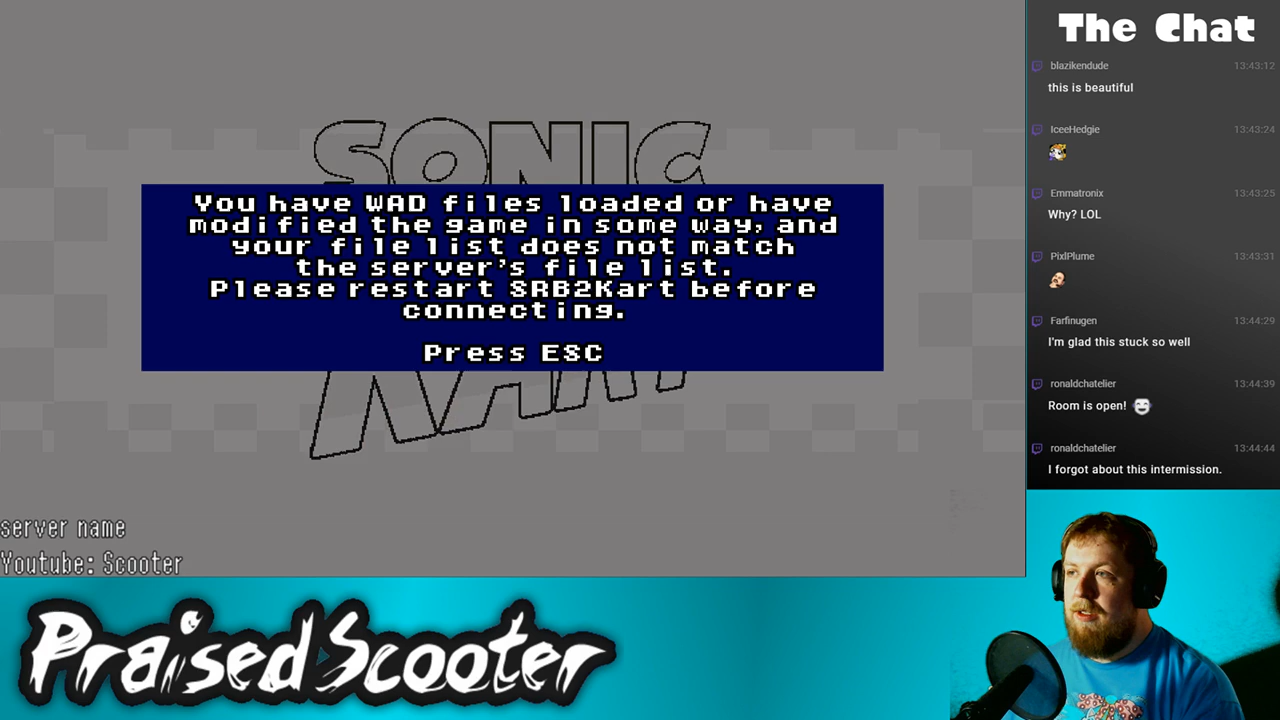 SONIC
KART
You have WAD files loaded or have
modified the game in some way, and
your file list does not match
the server's file list.
Please restart SRB2Kart before
connecting.
Press ESC
server name
Youtube: Scooter
PraisedScooter
The Chat
blazikendude 13:43:12
this is beautiful
IceeHedgie 13:43:24
Emmatronix 13:43:25
Why? LOL
PixlPlume 13:43:31
Farfinugen 13:44:29
I'm glad this stuck so well
ronaldchatelier 13:44:39
Room is open!
ronaldchatelier 13:44:44
I forgot about this intermission.